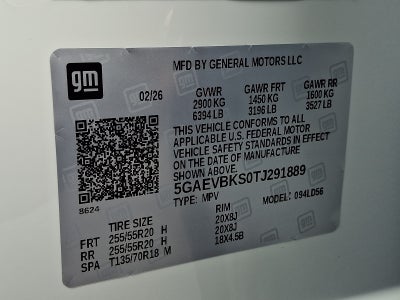 gm
MFD BY GENERAL MOTORS LLC
02/26
GVWR GAWR FRT GAWR RR
2900 KG 1450 KG 1600 KG
6394 LB 3196 LB 3527 LB
THIS VEHICLE CONFORMS TO ALL
APPLICABLE U.S. FEDERAL MOTOR
VEHICLE SAFETY STANDARDS IN EFFECT
ON THE DATE OF MANUFACTURE
SHOWN ABOVE.
5GAEVBKS0TJ291889
TYPE: MPV MODEL: 094LD56
8624
TIRE SIZE RIM
FRT 255/55R20 H 20X8J
RR 255/55R20 H 20X8J
SPA T135/70R18 M 18X4.5B